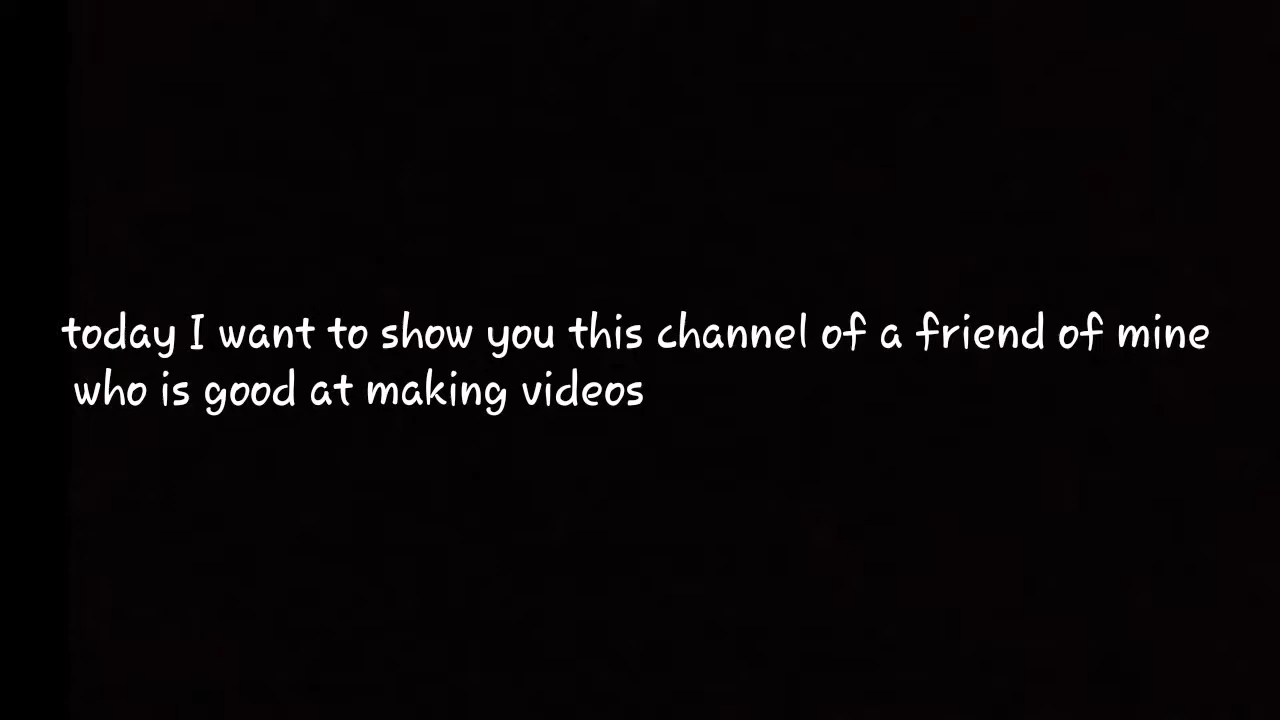 today I want to show you this channel of a friend of mine
who is good at making videos